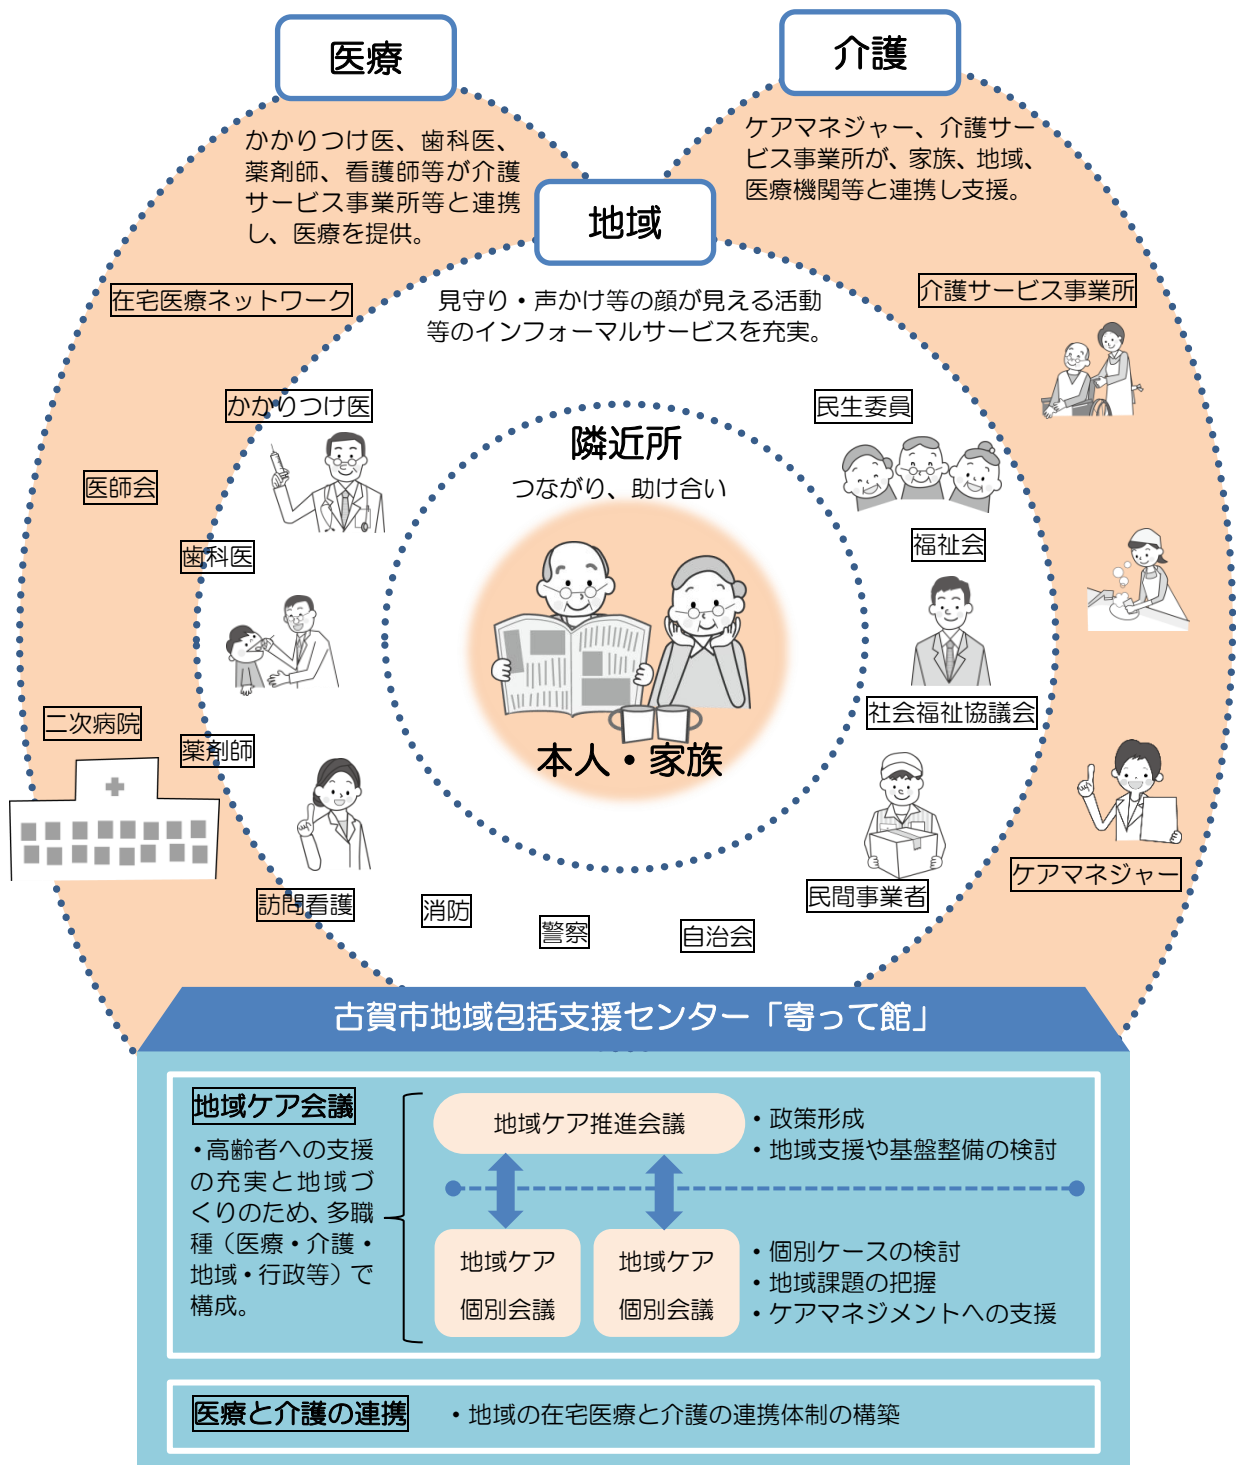 医療
介護
かかりつけ医、歯科医、
薬剤師、看護師等が介護
サービス事業所等と連携
し、医療を提供。
ケアマネジャー、介護サー
ビス事業所が、家族、地域、
医療機関等と連携し支援。
地域
見守り・声かけ等の顔が見える活動
等のインフォーマルサービスを充実。
在宅医療ネットワーク
介護サービス事業所
かかりつけ医
民生委員
隣近所
つながり、助け合い
医師会
歯科医
福祉会
二次病院
薬剤師
社会福祉協議会
本人・家族
ケアマネジャー
訪問看護
消防
警察
自治会
民間事業者
古賀市地域包括支援センター「寄って館」
地域ケア会議
・高齢者への支援
の充実と地域づ
くりのため、多職
種（医療・介護・
地域・行政等）で
構成。
地域ケア推進会議
・政策形成
・地域支援や基盤整備の検討
地域ケア
個別会議
地域ケア
個別会議
・個別ケースの検討
・地域課題の把握
・ケアマネジメントへの支援
医療と介護の連携
・地域の在宅医療と介護の連携体制の構築